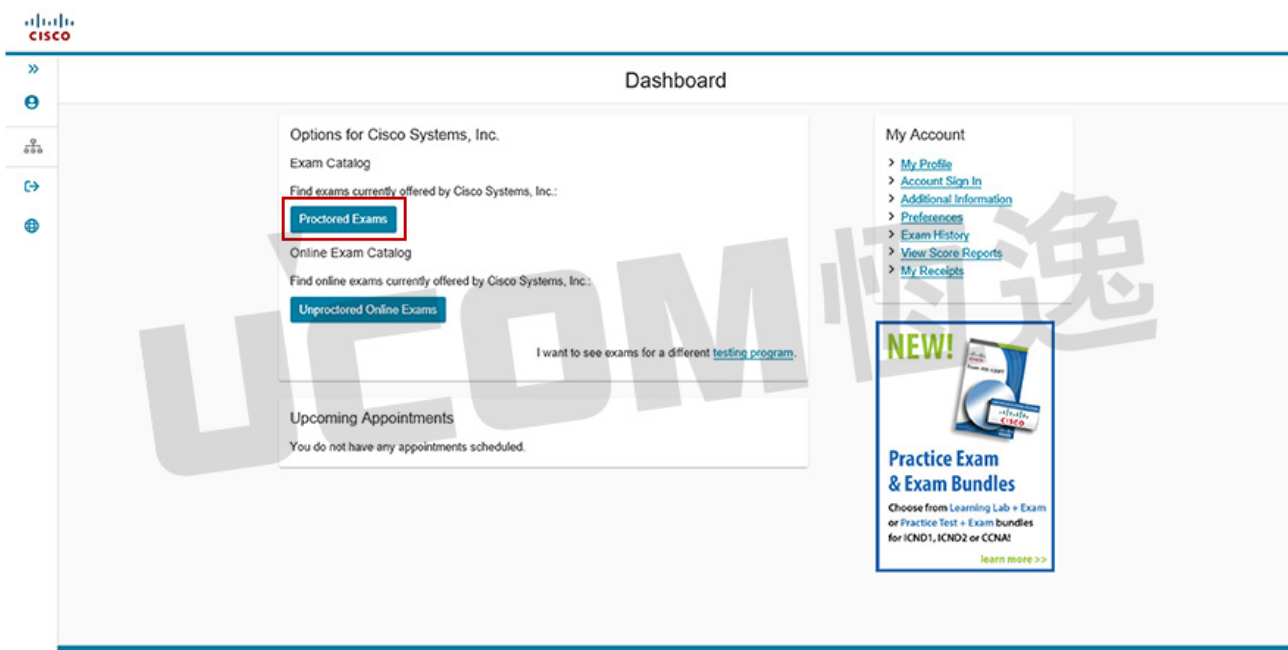 CISCO
Dashboard
Options for Cisco Systems, Inc.
Exam Catalog
Find exams currently offered by Cisco Systems, Inc.:
Proctored Exams
Online Exam Catalog
Find online exams currently offered by Cisco Systems, Inc.:
Unproctored Online Exams
I want to see exams for a different testing program.
Upcoming Appointments
You do not have any appointments scheduled.
My Account
My Profile
Account Sign In
Additional Information
Preferences
Exam History
View Score Reports
My Receipts
NEW!
CISCO
Practice Exam
& Exam Bundles
Choose from Learning Lab + Exam
or Practice Test + Exam bundles
for ICND1, ICND2 or CCNA!
learn more >>
UCOM恆逸